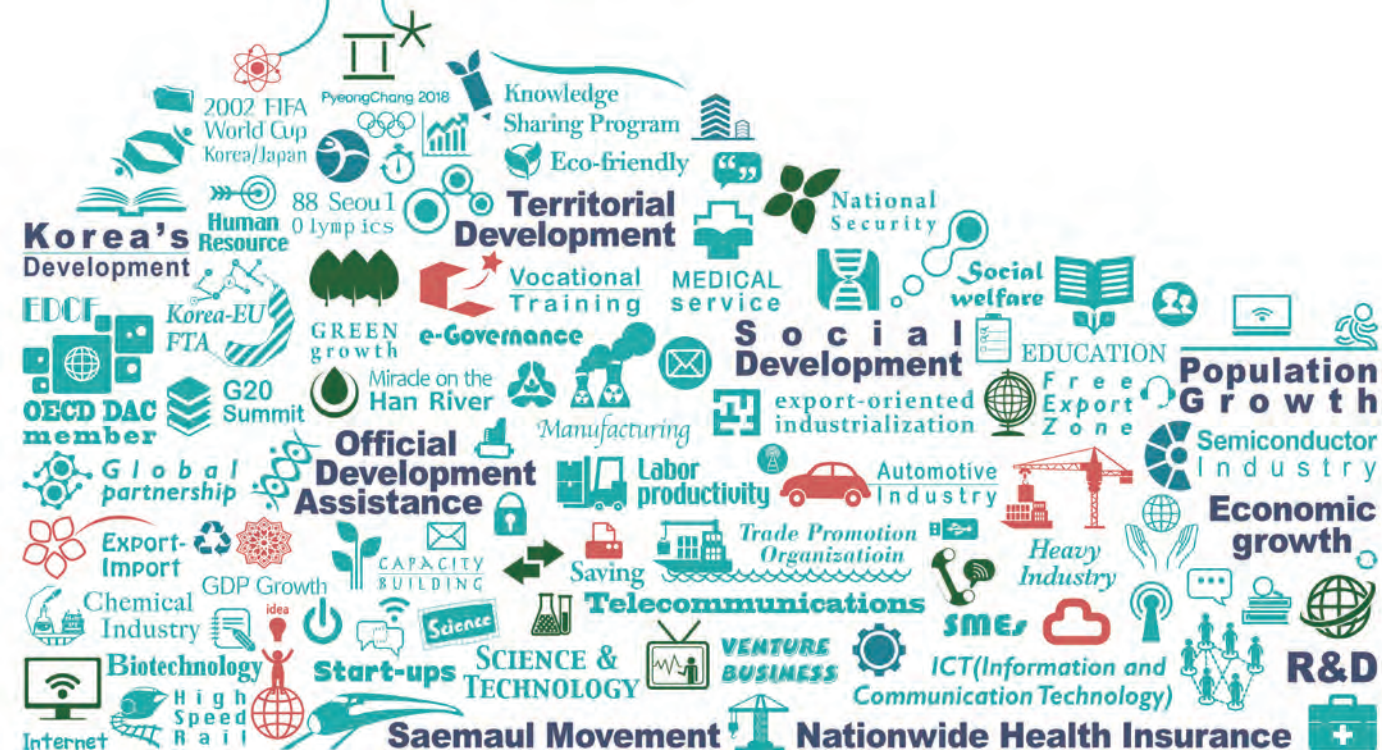 PyeongChang 2018
2002 FIFA
World Cup
Korea/Japan
Knowledge
Sharing Program
Eco-friendly
Human
Resource
88 Seoul
Olympics
Territorial
Development
National
Security
Korea's
Development
Vocational
Training
MEDICAL
service
Social
welfare
EDCF
Korea-EU
FTA
GREEN
growth
e-Governance
Social
Development
EDUCATION
Population
Growth
G20
Summit
Miracle on the
Han River
export-oriented
industrialization
Free
Export
Zone
OECD DAC
member
Manufacturing
Semiconductor
Industry
Official
Development
Assistance
Global
partnership
Labor
productivity
Automotive
Industry
Economic
growth
Export-
Import
GDP Growth
CAPACITY
BUILDING
Saving
Trade Promotion
Organizatioin
Heavy
Industry
Chemical
Industry
idea
Science
Telecommunications
SMEs
Biotechnology
Start-ups
SCIENCE &
TECHNOLOGY
VENTURE
BUSINESS
ICT(Information and
Communication Technology)
R&D
High
Speed
Rail
Internet
Saemaul Movement
Nationwide Health Insurance